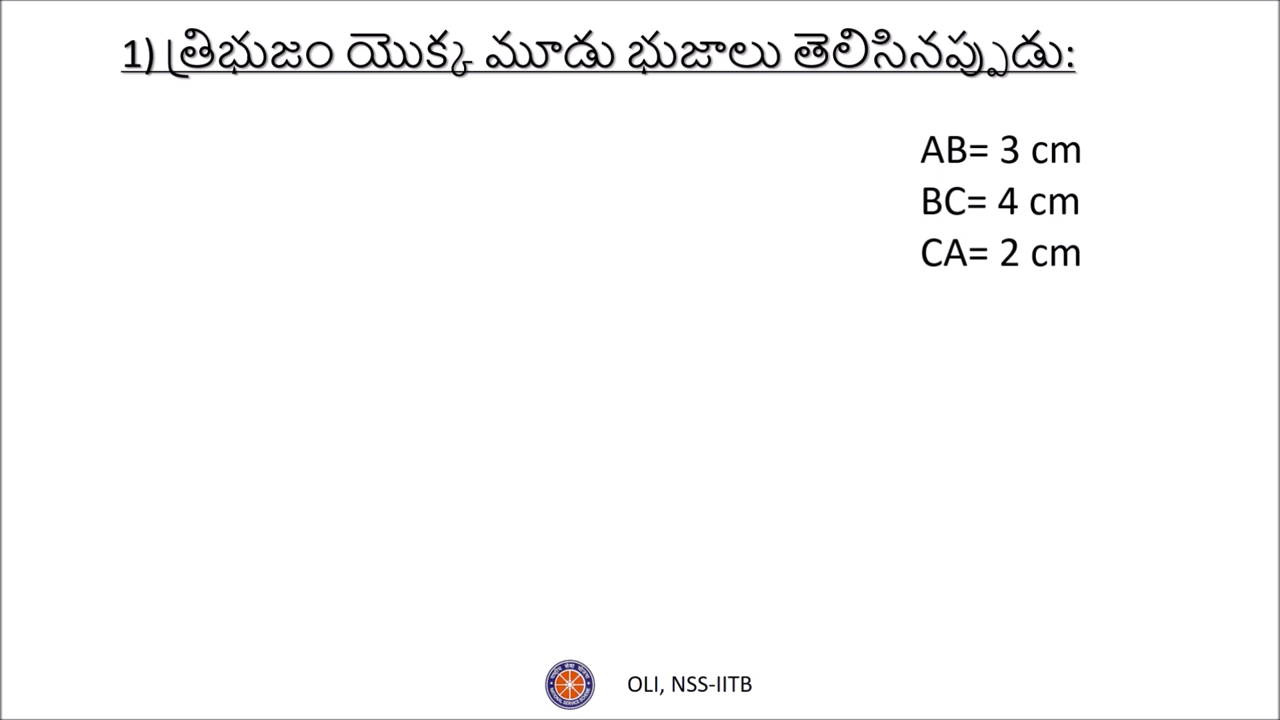 1) త్రిభుజం యొక్క మూడు భుజాలు తెలిసినప్పుడు:
AB= 3 cm
BC= 4 cm
CA= 2 cm
OLI, NSS-IITB